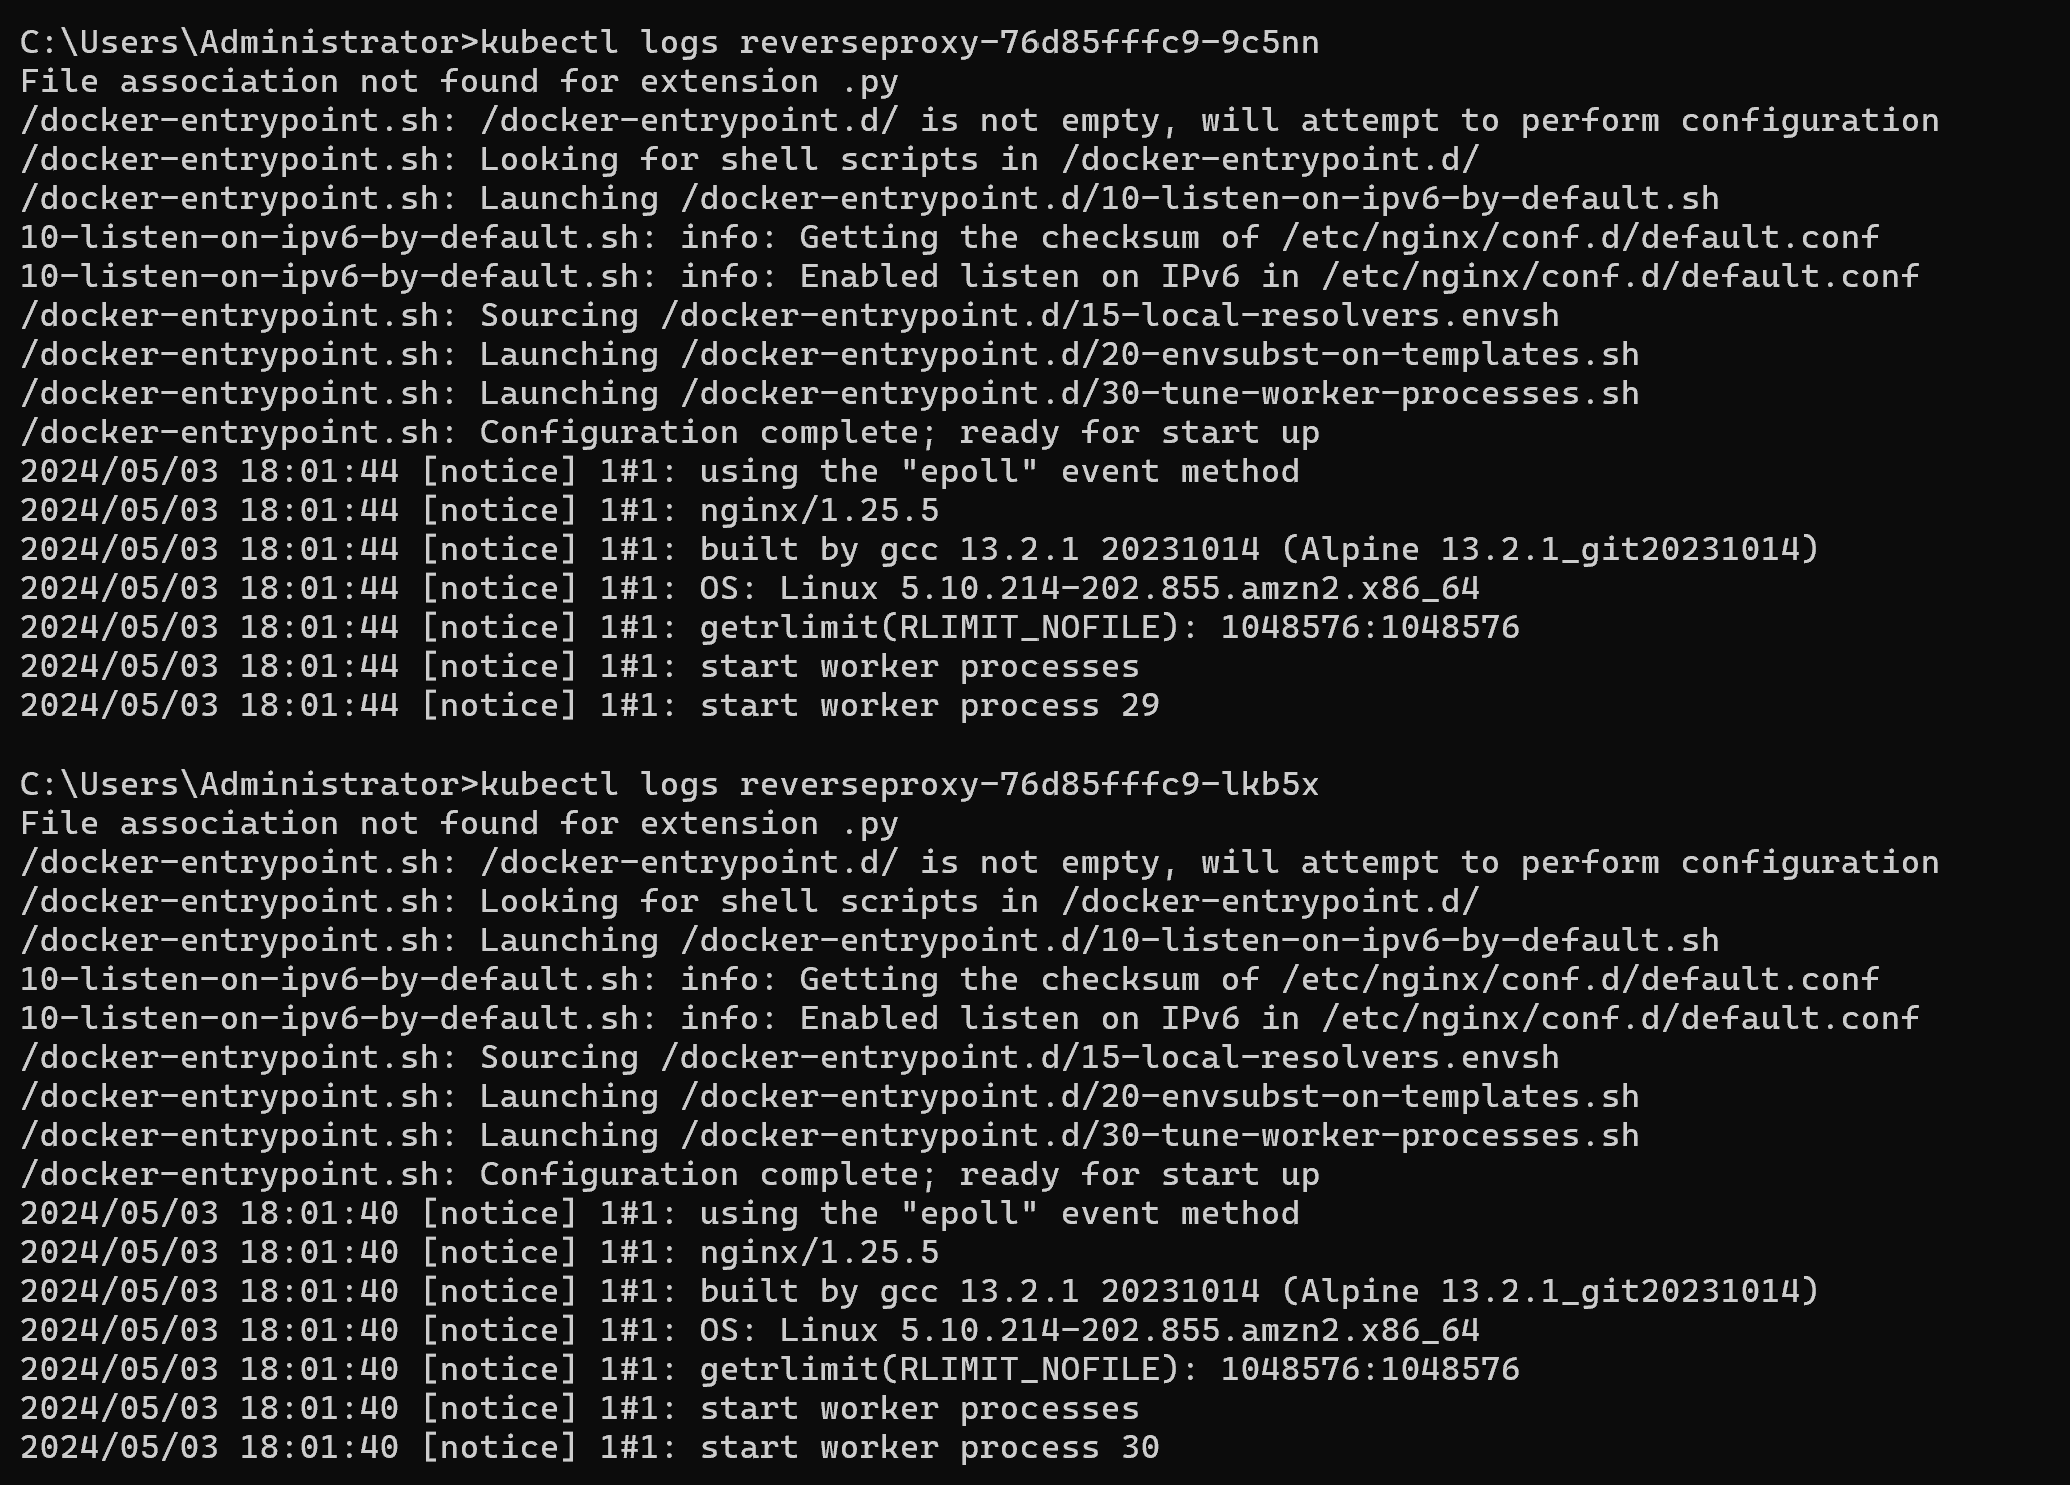 C:\Users\Administrator>kubectl logs reverseproxy-76d85fffc9-9c5nn
File association not found for extension .py
/docker-entrypoint.sh: /docker-entrypoint.d/ is not empty, will attempt to perform configuration
/docker-entrypoint.sh: Looking for shell scripts in /docker-entrypoint.d/
/docker-entrypoint.sh: Launching /docker-entrypoint.d/10-listen-on-ipv6-by-default.sh
10-listen-on-ipv6-by-default.sh: info: Getting the checksum of /etc/nginx/conf.d/default.conf
10-listen-on-ipv6-by-default.sh: info: Enabled listen on IPv6 in /etc/nginx/conf.d/default.conf
/docker-entrypoint.sh: Sourcing /docker-entrypoint.d/15-local-resolvers.envsh
/docker-entrypoint.sh: Launching /docker-entrypoint.d/20-envsubst-on-templates.sh
/docker-entrypoint.sh: Launching /docker-entrypoint.d/30-tune-worker-processes.sh
/docker-entrypoint.sh: Configuration complete; ready for start up
2024/05/03 18:01:44 [notice] 1#1: using the "epoll" event method
2024/05/03 18:01:44 [notice] 1#1: nginx/1.25.5
2024/05/03 18:01:44 [notice] 1#1: built by gcc 13.2.1 20231014 (Alpine 13.2.1_git20231014)
2024/05/03 18:01:44 [notice] 1#1: OS: Linux 5.10.214-202.855.amzn2.x86_64
2024/05/03 18:01:44 [notice] 1#1: getrlimit(RLIMIT_NOFILE): 1048576:1048576
2024/05/03 18:01:44 [notice] 1#1: start worker processes
2024/05/03 18:01:44 [notice] 1#1: start worker process 29
C:\Users\Administrator>kubectl logs reverseproxy-76d85fffc9-lkb5x
File association not found for extension .py
/docker-entrypoint.sh: /docker-entrypoint.d/ is not empty, will attempt to perform configuration
/docker-entrypoint.sh: Looking for shell scripts in /docker-entrypoint.d/
/docker-entrypoint.sh: Launching /docker-entrypoint.d/10-listen-on-ipv6-by-default.sh
10-listen-on-ipv6-by-default.sh: info: Getting the checksum of /etc/nginx/conf.d/default.conf
10-listen-on-ipv6-by-default.sh: info: Enabled listen on IPv6 in /etc/nginx/conf.d/default.conf
/docker-entrypoint.sh: Sourcing /docker-entrypoint.d/15-local-resolvers.envsh
/docker-entrypoint.sh: Launching /docker-entrypoint.d/20-envsubst-on-templates.sh
/docker-entrypoint.sh: Launching /docker-entrypoint.d/30-tune-worker-processes.sh
/docker-entrypoint.sh: Configuration complete; ready for start up
2024/05/03 18:01:40 [notice] 1#1: using the "epoll" event method
2024/05/03 18:01:40 [notice] 1#1: nginx/1.25.5
2024/05/03 18:01:40 [notice] 1#1: built by gcc 13.2.1 20231014 (Alpine 13.2.1_git20231014)
2024/05/03 18:01:40 [notice] 1#1: OS: Linux 5.10.214-202.855.amzn2.x86_64
2024/05/03 18:01:40 [notice] 1#1: getrlimit(RLIMIT_NOFILE): 1048576:1048576
2024/05/03 18:01:40 [notice] 1#1: start worker processes
2024/05/03 18:01:40 [notice] 1#1: start worker process 30